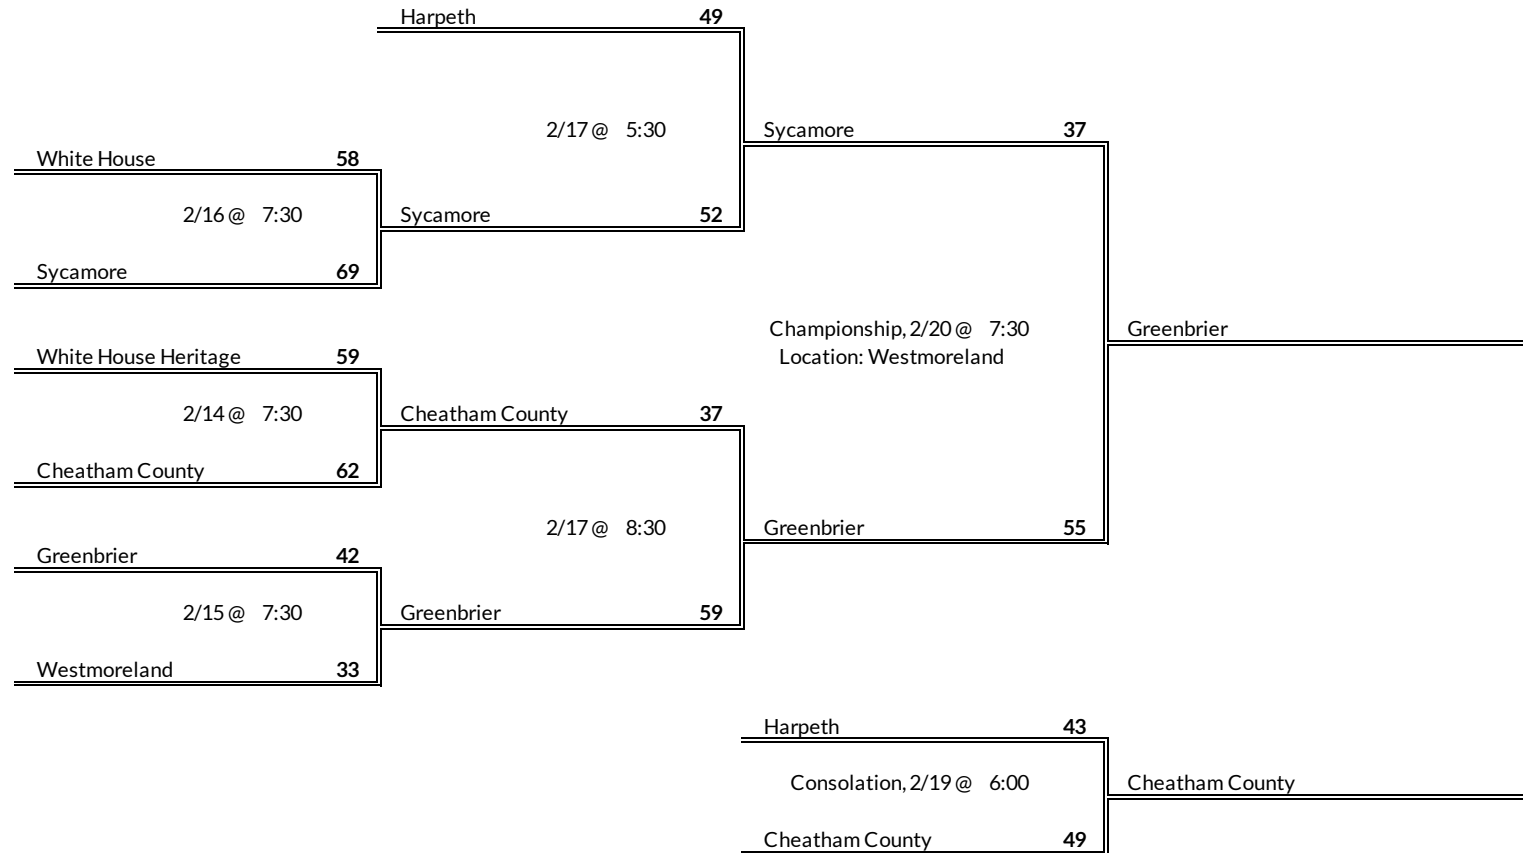 Harpeth 49
2/17 @ 5:30
Sycamore 37
White House 58
2/16 @ 7:30
Sycamore 52
Sycamore 69
Championship, 2/20 @ 7:30
Greenbrier
White House Heritage 59
Location: Westmoreland
2/14 @ 7:30
Cheatham County 37
Cheatham County 62
2/17 @ 8:30
Greenbrier 55
Greenbrier 42
2/15 @ 7:30
Greenbrier 59
Westmoreland 33
Harpeth 43
Consolation, 2/19 @ 6:00
Cheatham County
Cheatham County 49